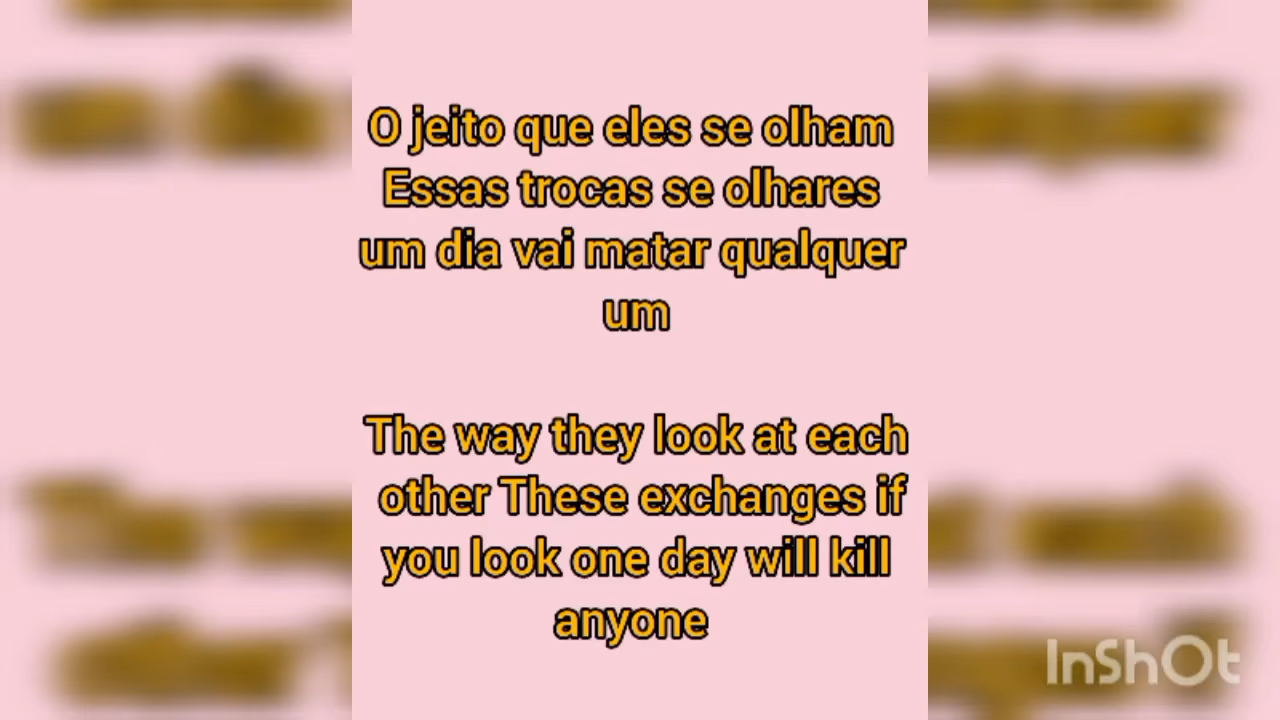 O jeito que eles se olham
Essas trocas se olhares
um dia vai matar qualquer
um
The way they look at each
other These exchanges if
you look one day will kill
anyone
InShOt